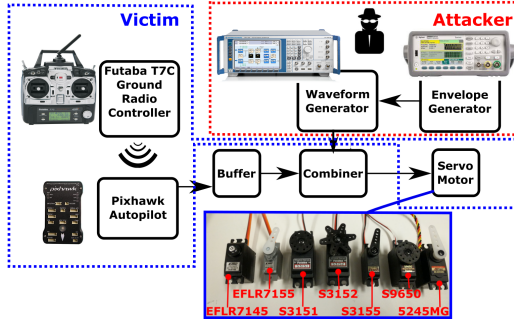 Victim
Attacker
Futaba T7C
Ground
Radio
Controller
Waveform
Generator
Envelope
Generator
pixhawk
Pixhawk
Autopilot
Buffer
Combiner
Servo
Motor
EFLR7155
S3152
S9650
EFLR7145
S3151
S3155
5245MG